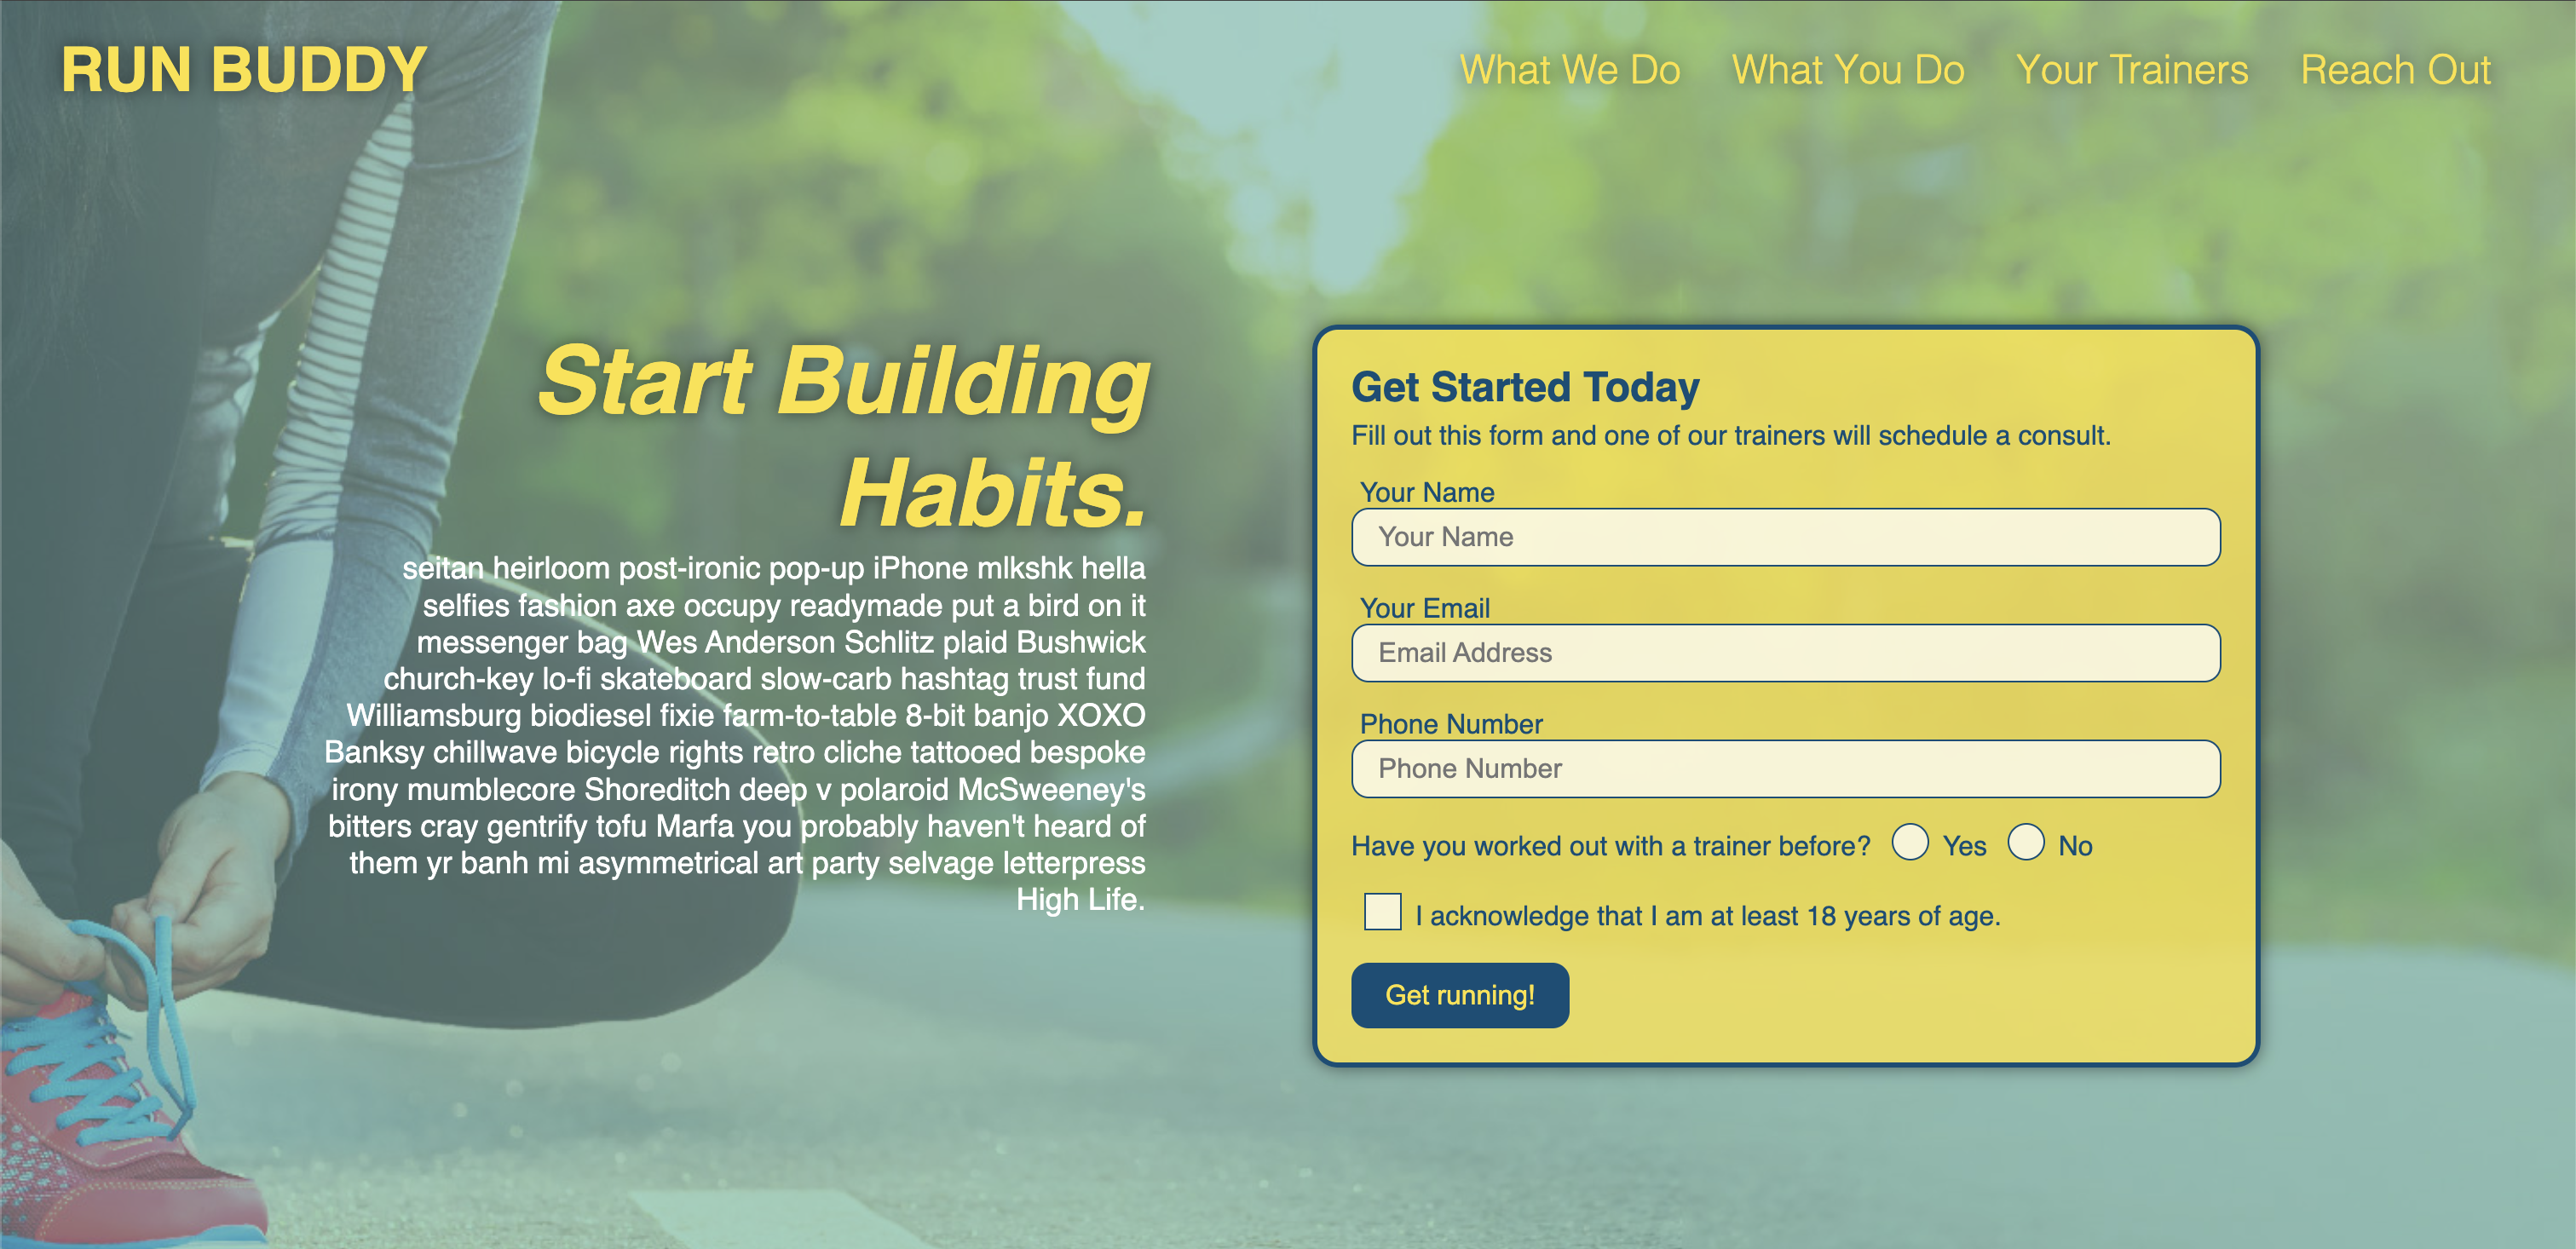 RUN BUDDY
What We Do What You Do Your Trainers Reach Out
Start Building
Habits.
seitan heirloom post-ironic pop-up iPhone mlkshk hella
selfies fashion axe occupy readymade put a bird on it
messenger bag Wes Anderson Schlitz plaid Bushwick
church-key lo-fi skateboard slow-carb hashtag trust fund
Williamsburg biodiesel fixie farm-to-table 8-bit banjo XOXO
Banksy chillwave bicycle rights retro cliche tattooed bespoke
irony mumblecore Shoreditch deep v polaroid McSweeney's
bitters cray gentrify tofu Marfa you probably haven't heard of
them yr banh mi asymmetrical art party selvage letterpress
High Life.
Get Started Today
Fill out this form and one of our trainers will schedule a consult.
Your Name
Your Name
Your Email
Email Address
Phone Number
Phone Number
Have you worked out with a trainer before? Yes No
I acknowledge that I am at least 18 years of age.
Get running!